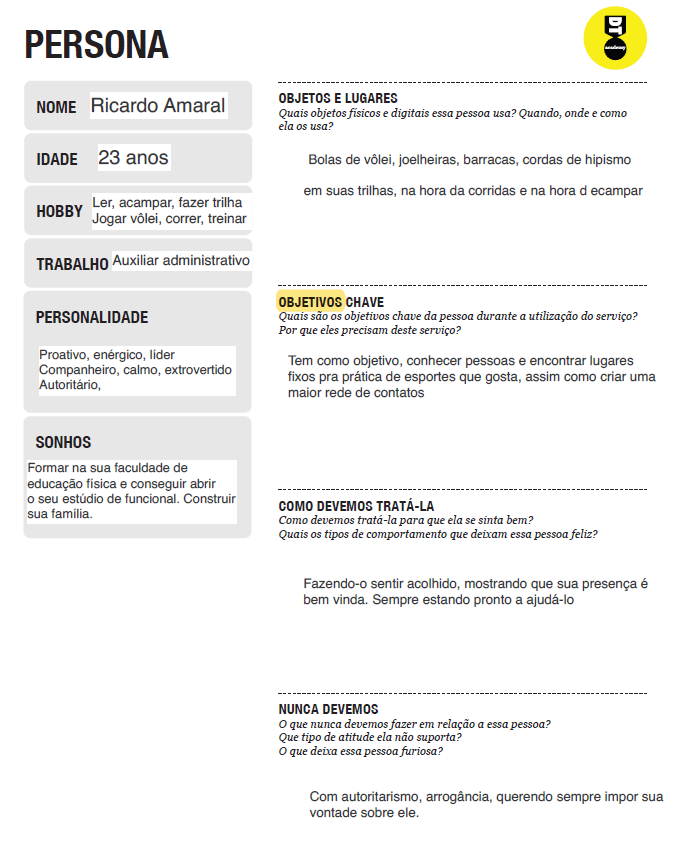 PERSONA
academy
NOME Ricardo Amaral
IDADE 23 anos
HOBBY Ler, acampar, fazer trilha
Jogar vôlei, correr, treinar
TRABALHO Auxiliar administrativo
PERSONALIDADE
Proativo, enérgico, líder
Companheiro, calmo, extrovertido
Autoritário,
SONHOS
Formar na sua faculdade de
educação física e conseguir abrir
o seu estúdio de funcional. Construir
sua família.
OBJETOS E LUGARES
Quais objetos físicos e digitais essa pessoa usa? Quando, onde e como
ela os usa?
Bolas de vôlei, joelheiras, barracas, cordas de hipismo
em suas trilhas, na hora da corridas e na hora d ecampar
OBJETIVOS CHAVE
Quais são os objetivos chave da pessoa durante a utilização do serviço?
Por que eles precisam deste serviço?
Tem como objetivo, conhecer pessoas e encontrar lugares
fixos pra prática de esportes que gosta, assim como criar uma
maior rede de contatos
COMO DEVEMOS TRATÁ-LA
Como devemos tratá-la para que ela se sinta bem?
Quais os tipos de comportamento que deixam essa pessoa feliz?
Fazendo-o sentir acolhido, mostrando que sua presença é
bem vinda. Sempre estando pronto a ajudá-lo
NUNCA DEVEMOS
O que nunca devemos fazer em relação a essa pessoa?
Que tipo de atitude ela não suporta?
O que deixa essa pessoa furiosa?
Com autoritarismo, arrogância, querendo sempre impor sua
vontade sobre ele.